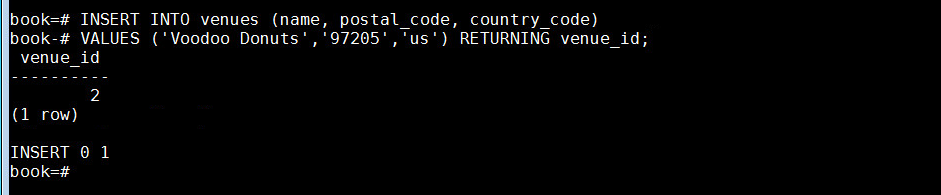 book=# INSERT INTO venues (name, postal_code, country_code)
book-# VALUES ('Voodoo Donuts','97205','us') RETURNING venue_id;
 venue_id
----------
        2
(1 row)

INSERT 0 1
book=#